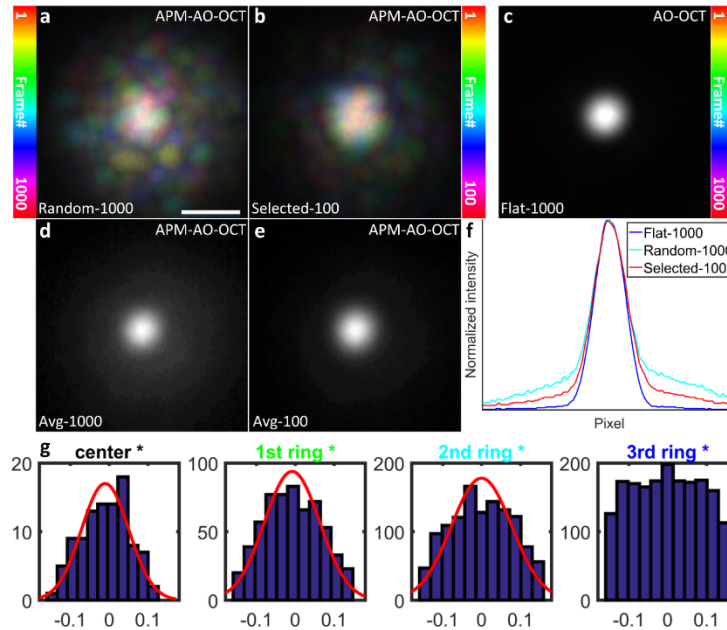 a
APM-AO-OCT
1
Frame#
1000
Random-1000
b
APM-AO-OCT
1
Frame#
100
Selected-100
c
AO-OCT
1
Frame#
1000
Flat-1000
d
APM-AO-OCT
Avg-1000
e
APM-AO-OCT
Avg-100
f
Normalized intensity
Flat-1000
Random-1000
Selected-100
Pixel
g
center *
20
10
0
-0.1 0 0.1
1st ring *
100
50
0
-0.1 0 0.1
2nd ring *
200
100
0
-0.1 0 0.1
3rd ring *
200
100
0
-0.1 0 0.1